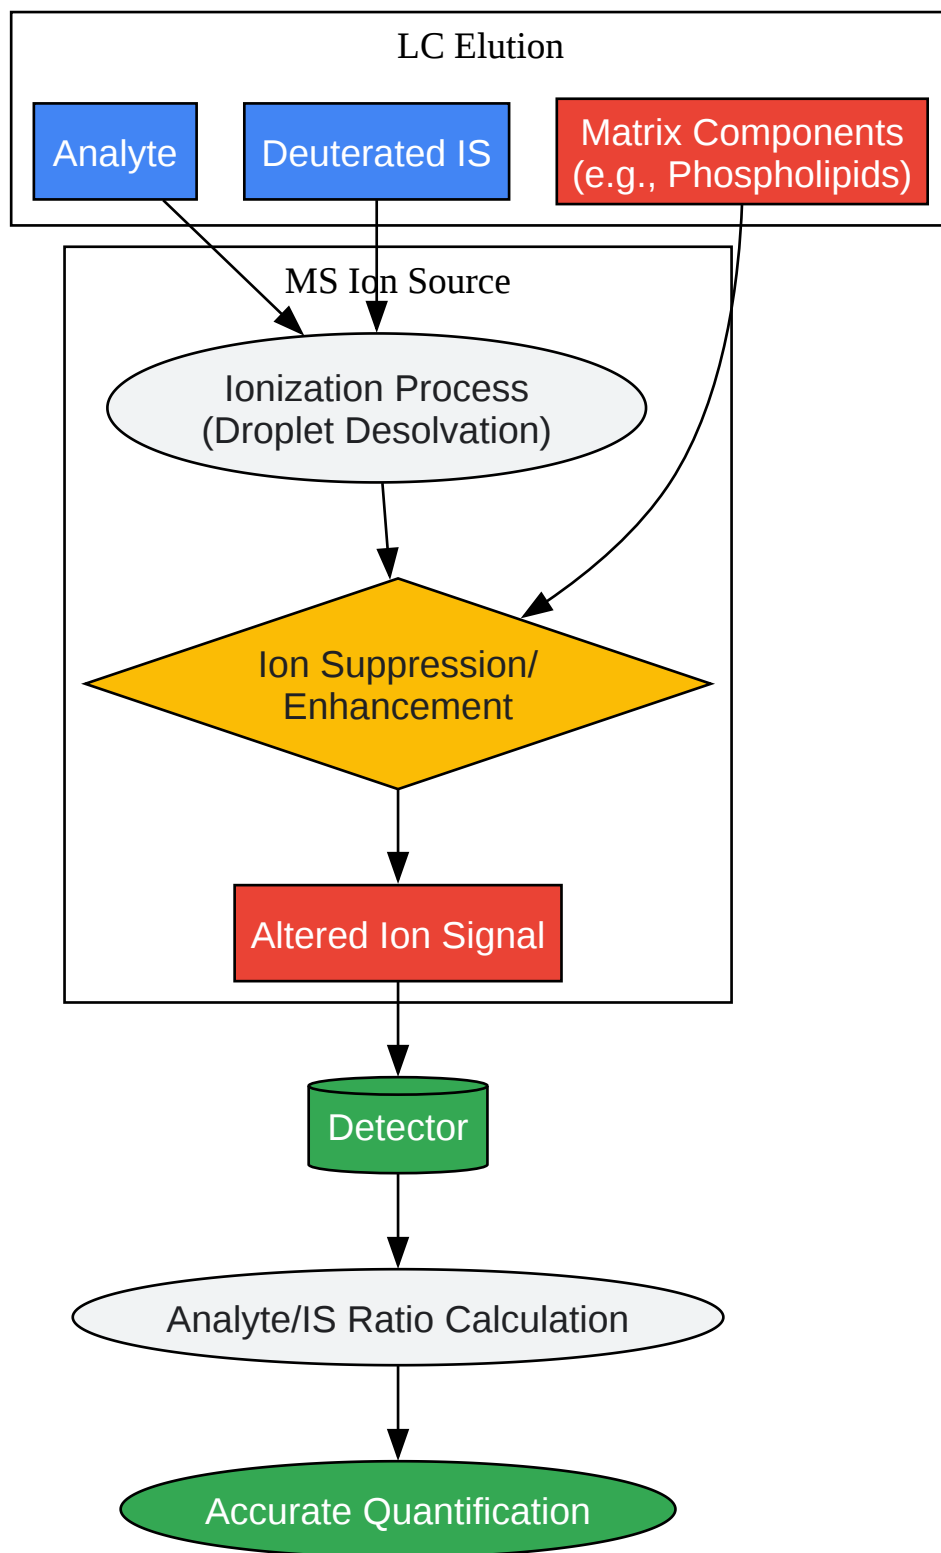 LC Elution
Analyte
Deuterated IS
Matrix Components
(e.g., Phospholipids)
MS Ion Source
Ionization Process
(Droplet Desolvation)
Ion Suppression/
Enhancement
Altered Ion Signal
Detector
Analyte/IS Ratio Calculation
Accurate Quantification